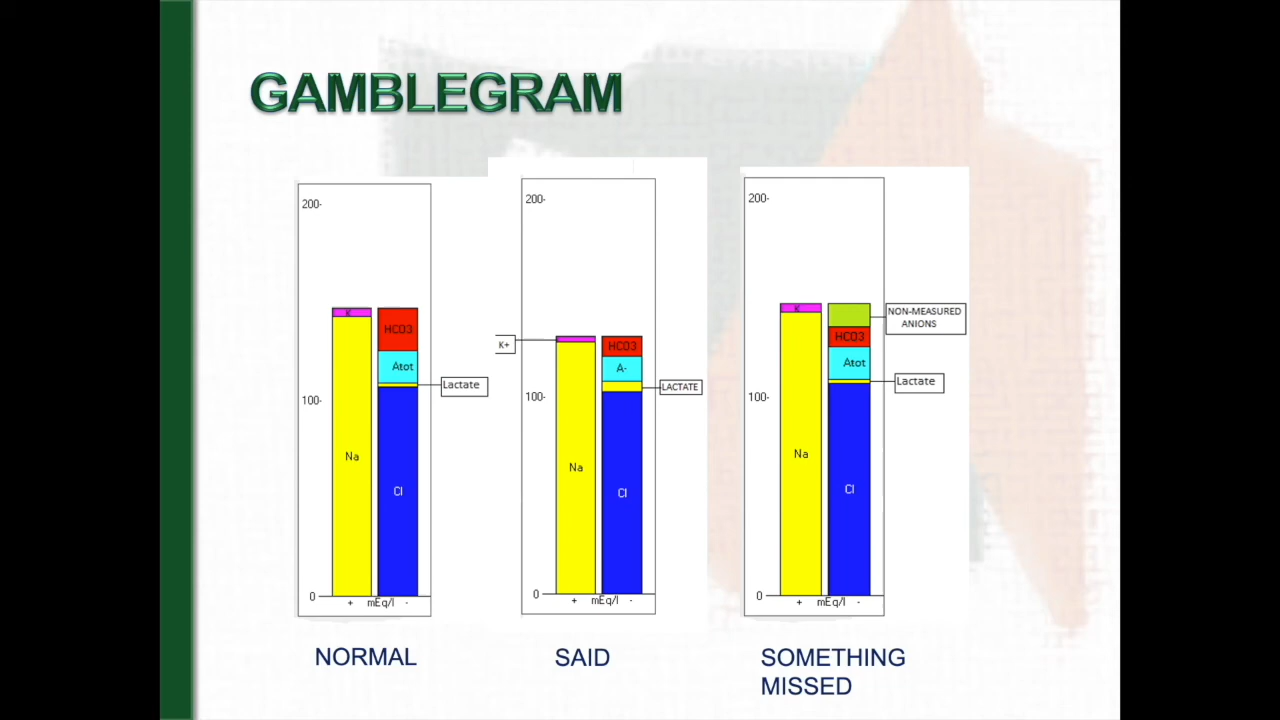 GAMBLEGRAM
200-
K
HCO3
Atot
Lactate
100-
Na
Cl
0
+ mEq/l -
NORMAL
200-
K+
HCO3
A-
LACTATE
100-
Na
Cl
0
+ mEq/l -
SAID
200-
K
NON-MEASURED
ANIONS
HCO3
Atot
Lactate
100-
Na
Cl
0
+ mEq/l -
SOMETHING
MISSED